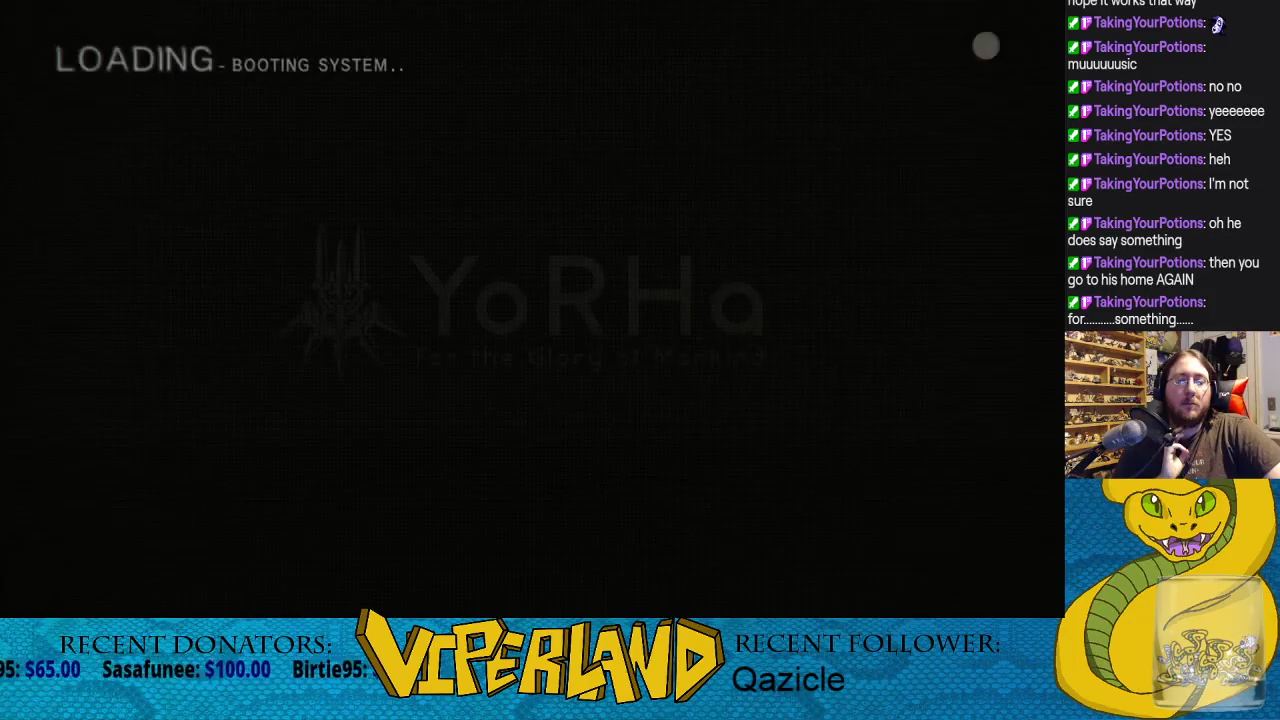 LOADING - BOOTING SYSTEM..
YoRHa
the Glory of Mankind
hope it works that way
TakingYourPotions:
TakingYourPotions:
muuuuusic
TakingYourPotions: no no
TakingYourPotions: yeeeeeee
TakingYourPotions: YES
TakingYourPotions: heh
TakingYourPotions: I'm not
sure
TakingYourPotions: oh he
does say something
TakingYourPotions: then you
go to his home AGAIN
TakingYourPotions:
for..........something......
RECENT DONATORS:
95: $65.00 Sasafunee: $100.00 Birtie95:
VIPERLAND
RECENT FOLLOWER:
Qazicle